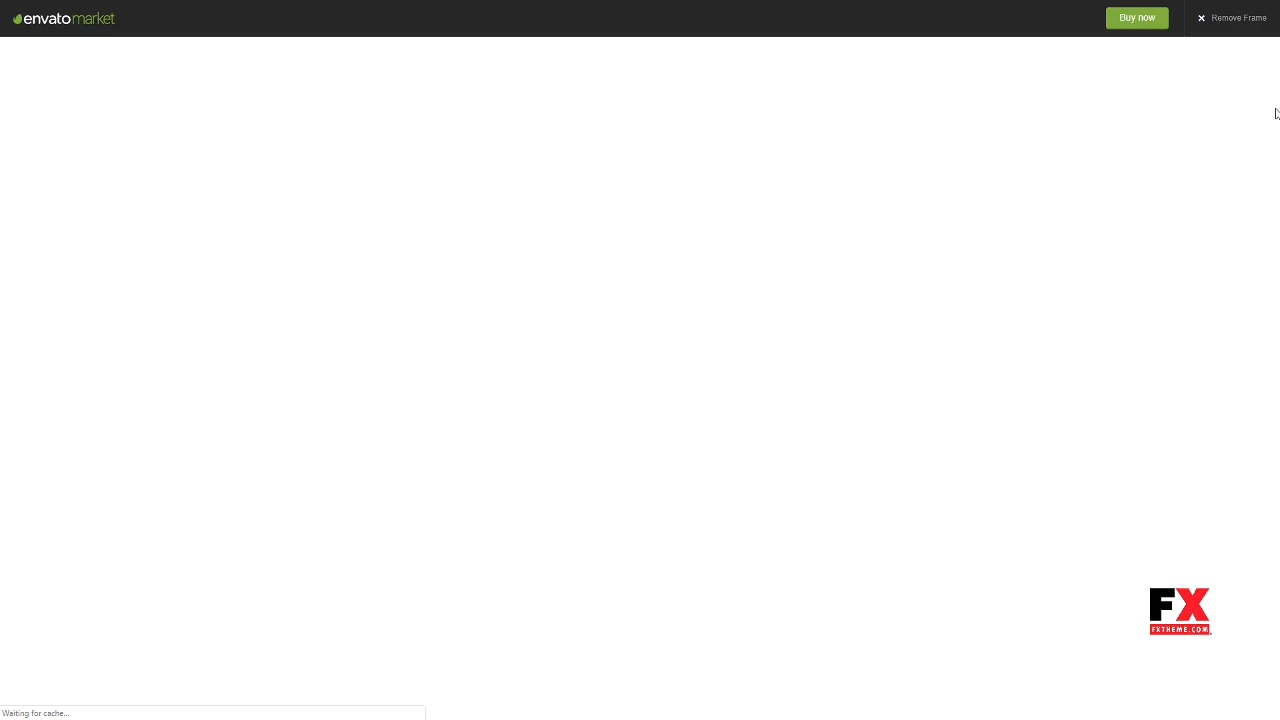 envatomarket
Buy now
Remove Frame
FX
FXTHEME.COM
Waiting for cache...